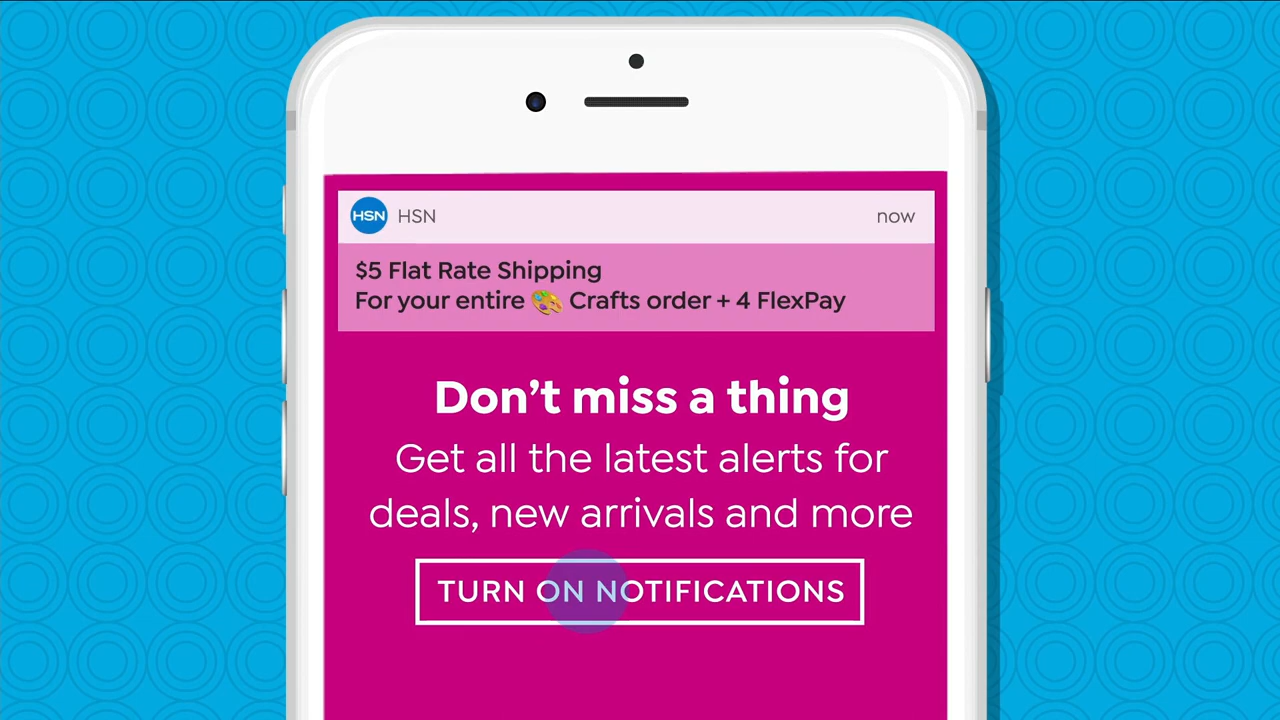 HSN HSN now
$5 Flat Rate Shipping
For your entire 🎨 Crafts order + 4 FlexPay
Don't miss a thing
Get all the latest alerts for
deals, new arrivals and more
TURN ON NOTIFICATIONS